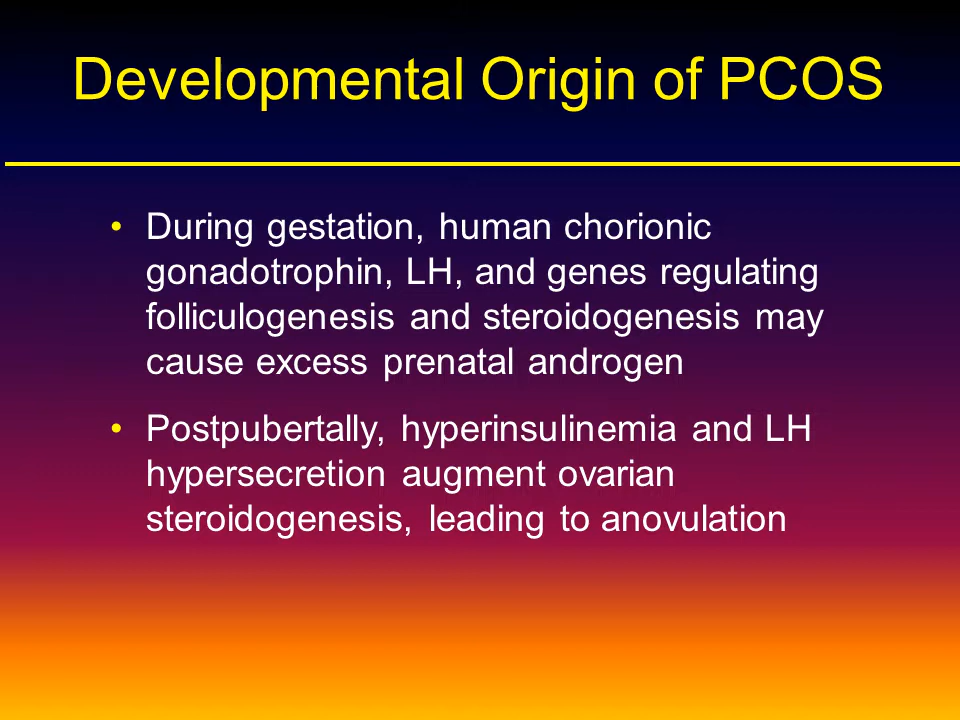 Developmental Origin of PCOS
• During gestation, human chorionic
gonadotrophin, LH, and genes regulating
folliculogenesis and steroidogenesis may
cause excess prenatal androgen
• Postpubertally, hyperinsulinemia and LH
hypersecretion augment ovarian
steroidogenesis, leading to anovulation